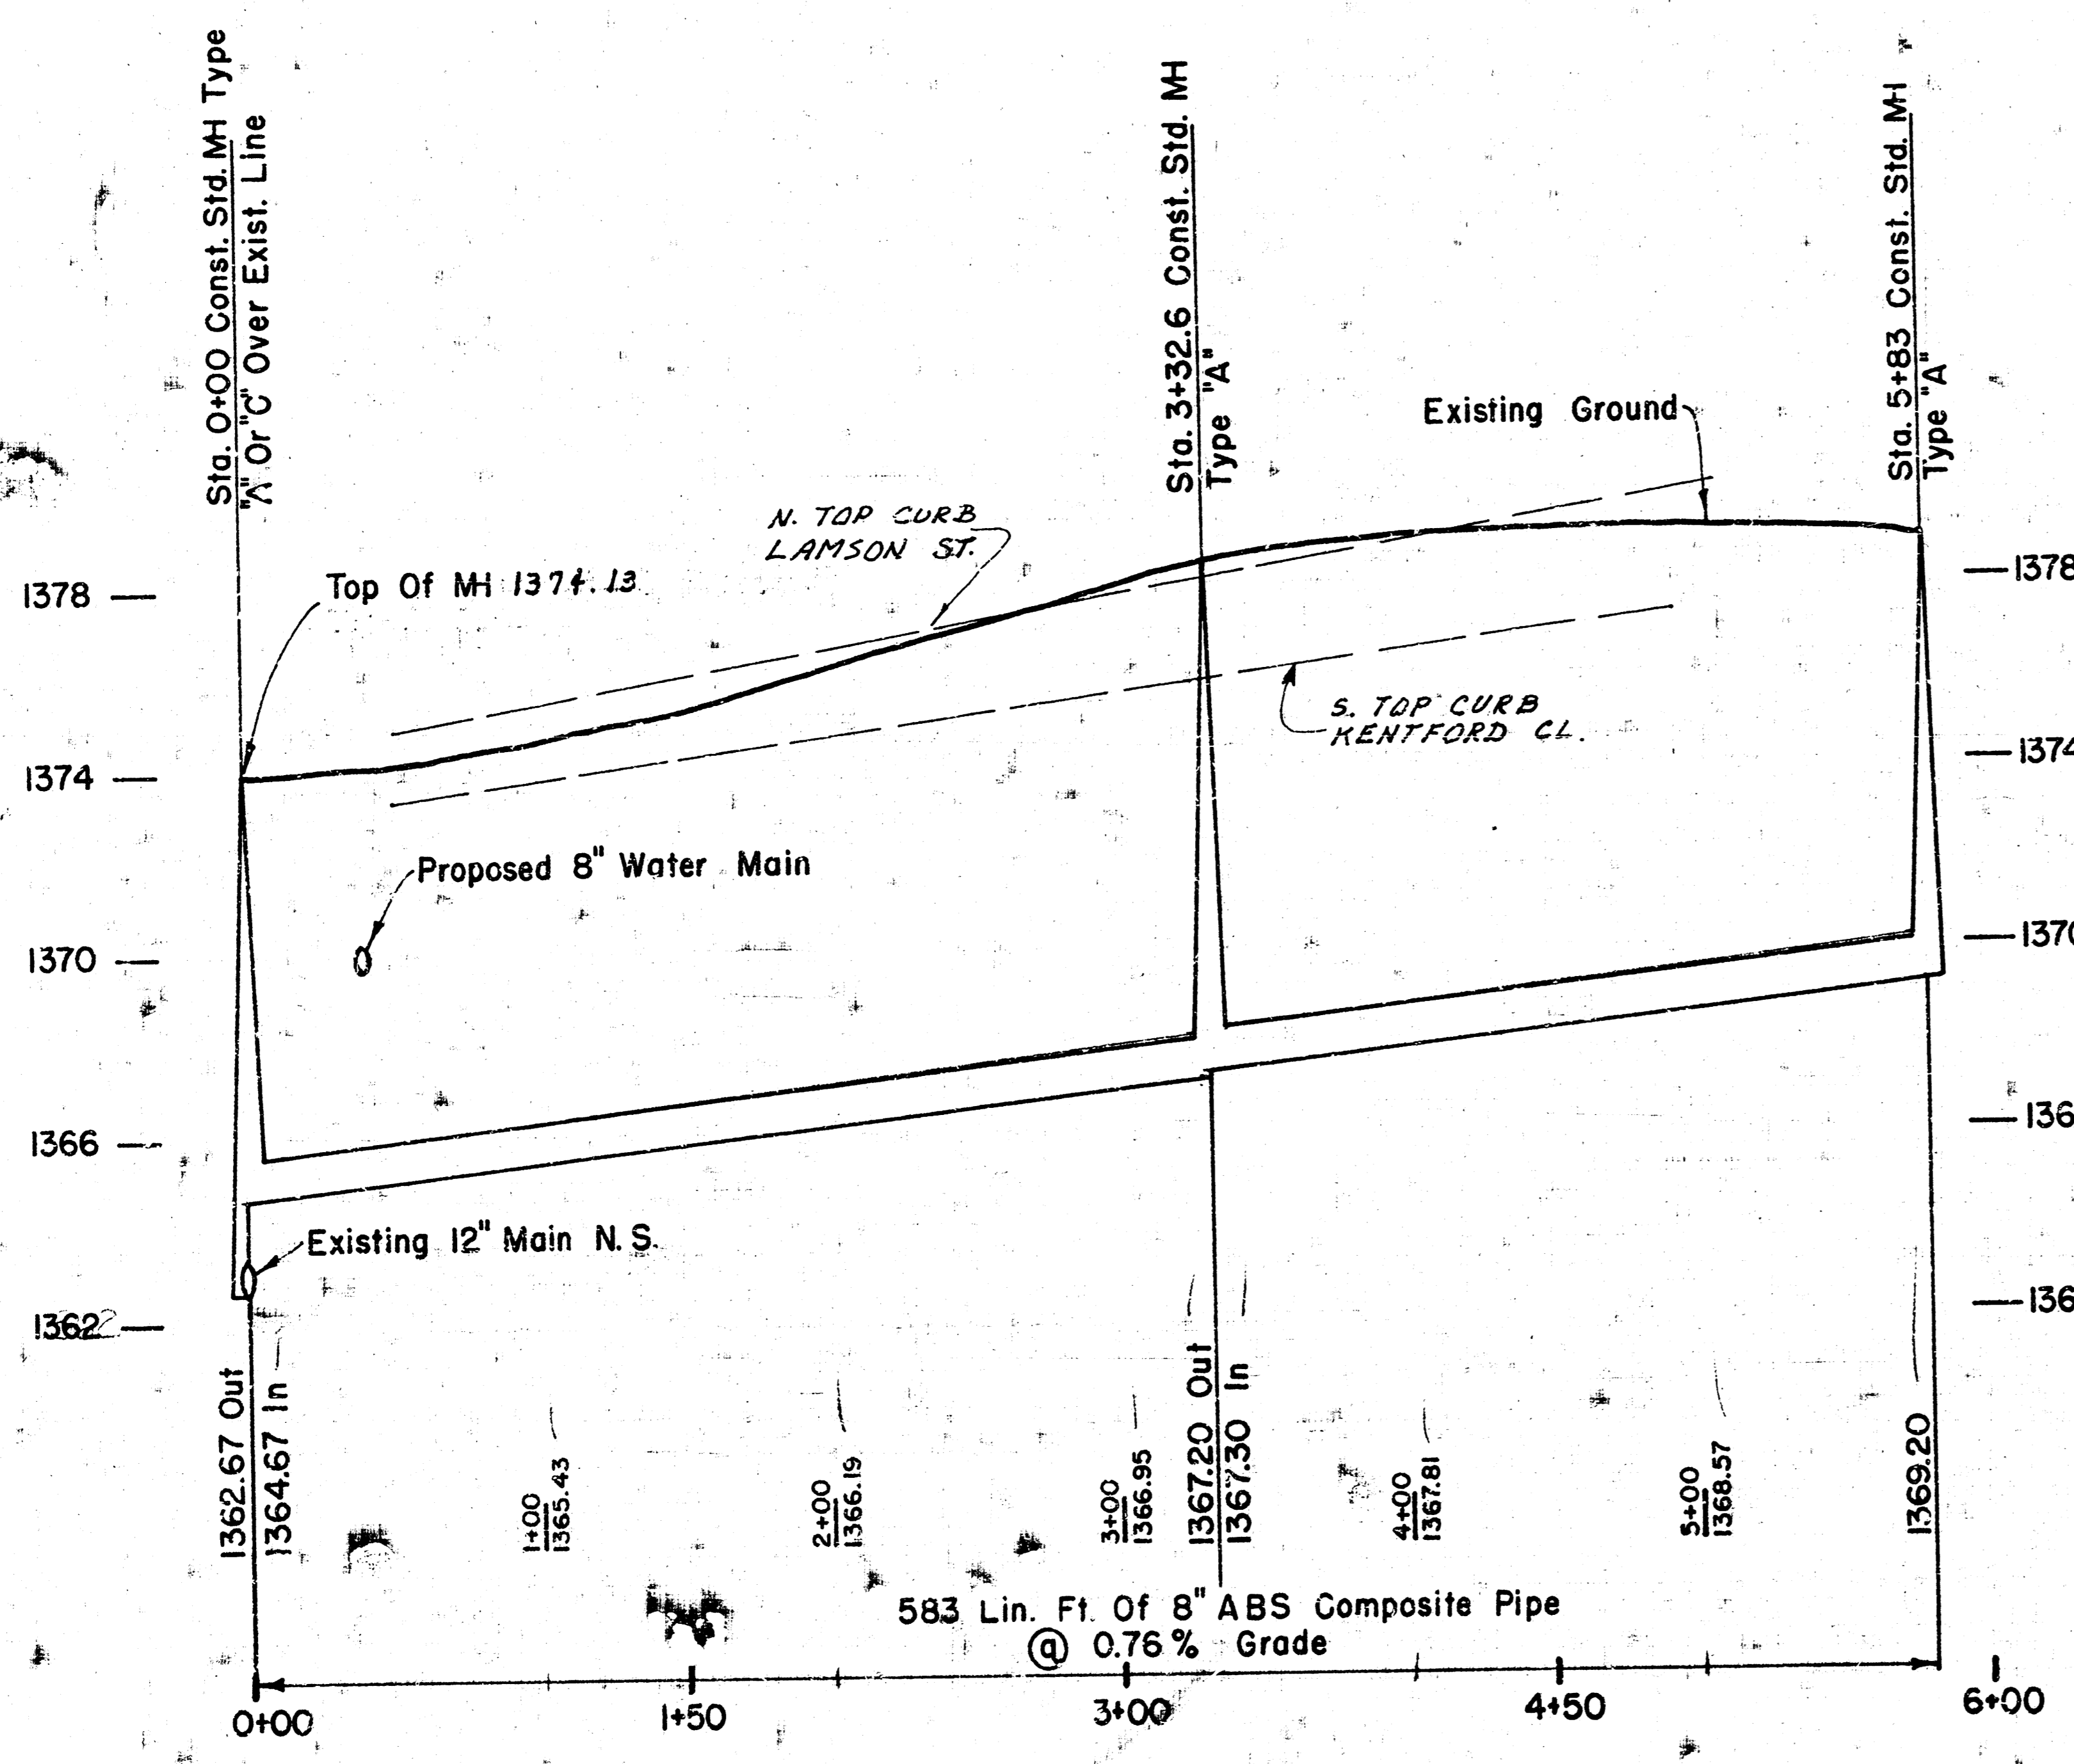 Sta. 0+00 Const. Std. MH Type
"A" Or "C" Over Exist. Line
Sta. 3+32.6 Const. Std. MH
Type "A"
Sta. 5+83 Const. Std. MH
Type "A"
Existing Ground
N. TOP CURB
LAMSON ST.
Top Of MH 1374.13
1378
1378
S. TOP CURB
KENTFORD CL.
1374
1374
Proposed 8" Water Main
1370
1370
1366
136
Existing 12" Main N.S.
1362
136
1362.67 Out
1364.67 In
1+00
1365.43
2+00
1366.19
3+00
1366.95
1367.20 Out
1367.30 In
4+00
1367.81
5+00
1368.57
1369.20
583 Lin. Ft. Of 8" ABS Composite Pipe
@ 0.76% Grade
0+00
1+50
3+00
4+50
6+00